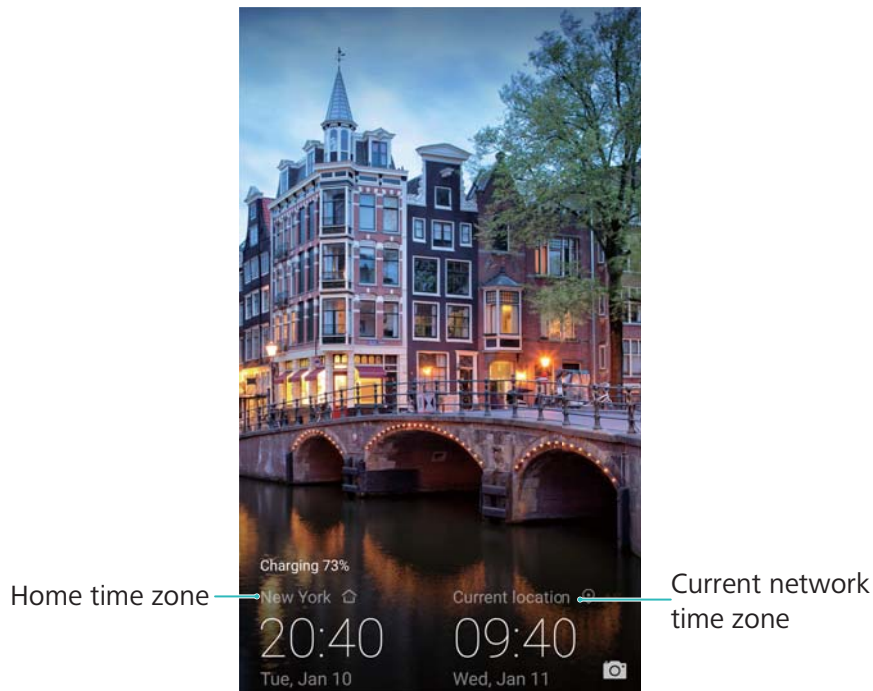 Charging 73%
Home time zone
New York
Current location
Current network
time zone
20:40
09:40
Tue, Jan 10
Wed, Jan 11